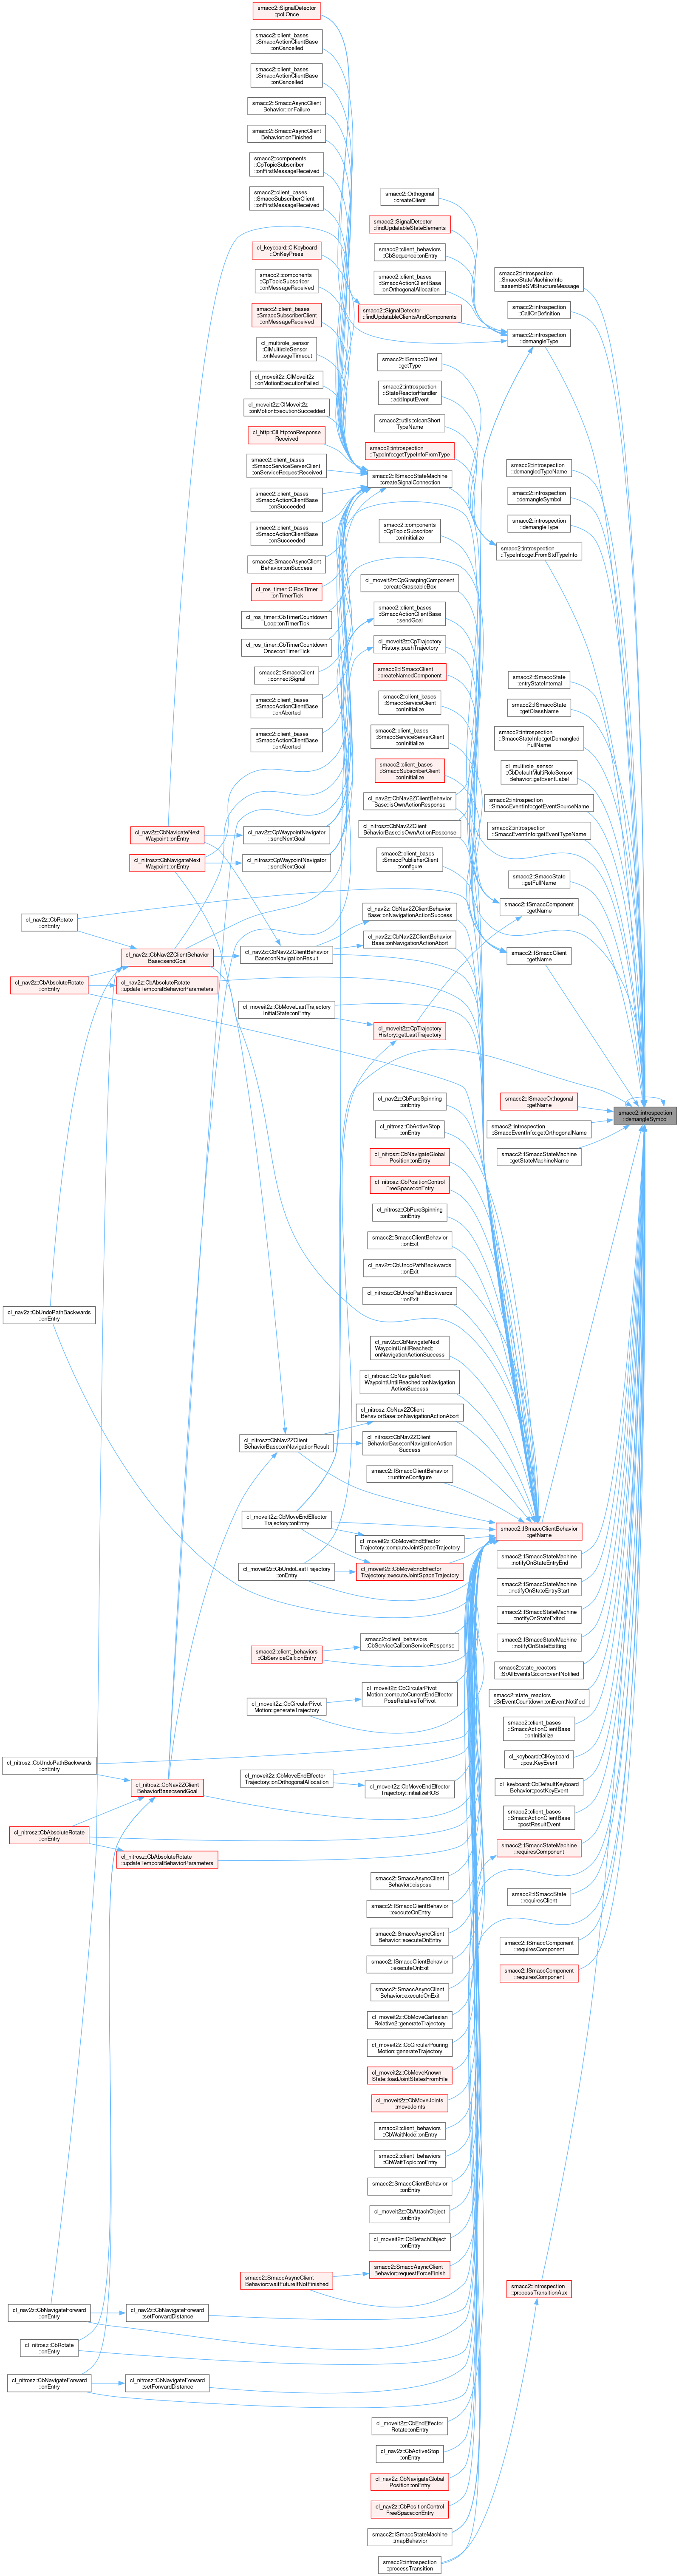 smacc2::SignalDetector
::pollOnce
smacc2::client_bases
::SmaccActionClientBase
::onCancelled
smacc2::client_bases
::SmaccActionClientBase
::onCancelled
smacc2::SmaccAsyncClient
Behavior::onFailure
smacc2::SmaccAsyncClient
Behavior::onFinished
smacc2::components
::CpTopicSubscriber
::onFirstMessageReceived
smacc2::client_bases
::SmaccSubscriberClient
::onFirstMessageReceived
cl_keyboard::ClKeyboard
::OnKeyPress
smacc2::components
::CpTopicSubscriber
::onMessageReceived
smacc2::client_bases
::SmaccSubscriberClient
::onMessageReceived
cl_multirole_sensor
::ClMultiroleSensor
::onMessageTimeout
cl_moveit2z::ClMoveit2z
::onMotionExecutionFailed
cl_moveit2z::ClMoveit2z
::onMotionExecutionSuccedded
cl_http::ClHttp::onResponse
Received
smacc2::client_bases
::SmaccServiceServerClient
::onServiceRequestReceived
smacc2::client_bases
::SmaccActionClientBase
::onSucceeded
smacc2::client_bases
::SmaccActionClientBase
::onSucceeded
smacc2::SmaccAsyncClient
Behavior::onSuccess
cl_ros_timer::ClRosTimer
::onTimerTick
cl_ros_timer::CbTimerCountdown
Loop::onTimerTick
cl_ros_timer::CbTimerCountdown
Once::onTimerTick
smacc2::ISmaccClient
::connectSignal
smacc2::client_bases
::SmaccActionClientBase
::onAborted
smacc2::client_bases
::SmaccActionClientBase
::onAborted
smacc2::Orthogonal
::createClient
smacc2::SignalDetector
::findUpdatableStateElements
smacc2::client_behaviors
::CbSequence::onEntry
smacc2::client_bases
::SmaccActionClientBase
::onOrthogonalAllocation
smacc2::SignalDetector
::findUpdatableClientsAndComponents
smacc2::ISmaccClient
::getType
smacc2::introspection
::StateReactorHandler
::addInputEvent
smacc2::utils::cleanShort
TypeName
smacc2::introspection
::TypeInfo::getTypeInfoFromType
smacc2::ISmaccStateMachine
::createSignalConnection
smacc2::components
::CpTopicSubscriber
::onInitialize
cl_moveit2z::CpGraspingComponent
::createGraspableBox
smacc2::client_bases
::SmaccActionClientBase
::sendGoal
cl_moveit2z::CpTrajectory
History::pushTrajectory
smacc2::ISmaccClient
::createNamedComponent
smacc2::client_bases
::SmaccServiceClient
::onInitialize
smacc2::client_bases
::SmaccServiceServerClient
::onInitialize
smacc2::client_bases
::SmaccSubscriberClient
::onInitialize
cl_nav2z::CbNav2ZClientBehavior
Base::isOwnActionResponse
cl_nitrosz::CbNav2ZClient
BehaviorBase::isOwnActionResponse
smacc2::client_bases
::SmaccPublisherClient
::configure
smacc2::introspection
::SmaccStateMachineInfo
::assembleSMStructureMessage
smacc2::introspection
::CallOnDefinition
smacc2::introspection
::demangleType
smacc2::introspection
::demangledTypeName
smacc2::introspection
::demangleSymbol
smacc2::introspection
::demangleType
smacc2::introspection
::TypeInfo::getFromStdTypeInfo
smacc2::SmaccState
::entryStateInternal
smacc2::ISmaccState
::getClassName
smacc2::introspection
::SmaccStateInfo::getDemangled
FullName
cl_multirole_sensor
::CbDefaultMultiRoleSensor
Behavior::getEventLabel
smacc2::introspection
::SmaccEventInfo::getEventSourceName
smacc2::introspection
::SmaccEventInfo::getEventTypeName
smacc2::SmaccState
::getFullName
smacc2::ISmaccComponent
::getName
smacc2::ISmaccClient
::getName
cl_nav2z::CbNavigateNext
Waypoint::onEntry
cl_nitrosz::CbNavigateNext
Waypoint::onEntry
cl_nav2z::CpWaypointNavigator
::sendNextGoal
cl_nitrosz::CpWaypointNavigator
::sendNextGoal
cl_nav2z::CbRotate
::onEntry
cl_nav2z::CbNav2ZClientBehavior
Base::sendGoal
cl_nav2z::CbAbsoluteRotate
::onEntry
cl_nav2z::CbAbsoluteRotate
::updateTemporalBehaviorParameters
cl_nav2z::CbNav2ZClientBehavior
Base::onNavigationResult
cl_nav2z::CbNav2ZClientBehavior
Base::onNavigationActionSuccess
cl_nav2z::CbNav2ZClientBehavior
Base::onNavigationActionAbort
cl_moveit2z::CbMoveLastTrajectory
InitialState::onEntry
cl_moveit2z::CpTrajectory
History::getLastTrajectory
smacc2::ISmaccOrthogonal
::getName
smacc2::introspection
::SmaccEventInfo::getOrthogonalName
smacc2::ISmaccStateMachine
::getStateMachineName
smacc2::introspection
::demangleSymbol
cl_nav2z::CbPureSpinning
::onEntry
cl_nitrosz::CbActiveStop
::onEntry
cl_nitrosz::CbNavigateGlobal
Position::onEntry
cl_nitrosz::CbPositionControl
FreeSpace::onEntry
cl_nitrosz::CbPureSpinning
::onEntry
smacc2::SmaccClientBehavior
::onExit
cl_nav2z::CbUndoPathBackwards
::onExit
cl_nitrosz::CbUndoPathBackwards
::onExit
cl_nav2z::CbUndoPathBackwards
::onEntry
cl_nav2z::CbNavigateNext
WaypointUntilReached::
onNavigationActionSuccess
cl_nitrosz::CbNavigateNext
WaypointUntilReached::onNavigation
ActionSuccess
cl_nitrosz::CbNav2ZClient
BehaviorBase::onNavigationActionAbort
cl_nitrosz::CbNav2ZClient
BehaviorBase::onNavigationResult
cl_nitrosz::CbNav2ZClient
BehaviorBase::onNavigationAction
Success
smacc2::ISmaccClientBehavior
::runtimeConfigure
cl_moveit2z::CbMoveEndEffector
Trajectory::onEntry
cl_moveit2z::CbMoveEndEffector
Trajectory::computeJointSpaceTrajectory
cl_moveit2z::CbUndoLastTrajectory
::onEntry
cl_moveit2z::CbMoveEndEffector
Trajectory::executeJointSpaceTrajectory
smacc2::ISmaccClientBehavior
::getName
smacc2::ISmaccStateMachine
::notifyOnStateEntryEnd
smacc2::ISmaccStateMachine
::notifyOnStateEntryStart
smacc2::ISmaccStateMachine
::notifyOnStateExited
smacc2::ISmaccStateMachine
::notifyOnStateExitting
smacc2::state_reactors
::SrAllEventsGo::onEventNotified
smacc2::state_reactors
::SrEventCountdown::onEventNotified
smacc2::client_bases
::SmaccActionClientBase
::onInitialize
cl_keyboard::ClKeyboard
::postKeyEvent
cl_keyboard::CbDefaultKeyboard
Behavior::postKeyEvent
smacc2::client_bases
::SmaccActionClientBase
::postResultEvent
smacc2::ISmaccStateMachine
::requiresComponent
smacc2::ISmaccState
::requiresClient
smacc2::ISmaccComponent
::requiresComponent
smacc2::ISmaccComponent
::requiresComponent
smacc2::client_behaviors
::CbServiceCall::onEntry
smacc2::client_behaviors
::CbServiceCall::onServiceResponse
cl_moveit2z::CbCircularPivot
Motion::generateTrajectory
cl_moveit2z::CbCircularPivot
Motion::computeCurrentEndEffector
PoseRelativeToPivot
cl_moveit2z::CbMoveEndEffector
Trajectory::onOrthogonalAllocation
cl_moveit2z::CbMoveEndEffector
Trajectory::initializeROS
cl_nitrosz::CbUndoPathBackwards
::onEntry
cl_nitrosz::CbNav2ZClient
BehaviorBase::sendGoal
cl_nitrosz::CbAbsoluteRotate
::onEntry
cl_nitrosz::CbAbsoluteRotate
::updateTemporalBehaviorParameters
smacc2::SmaccAsyncClient
Behavior::dispose
smacc2::ISmaccClientBehavior
::executeOnEntry
smacc2::SmaccAsyncClient
Behavior::executeOnEntry
smacc2::ISmaccClientBehavior
::executeOnExit
smacc2::SmaccAsyncClient
Behavior::executeOnExit
cl_moveit2z::CbMoveCartesian
Relative2::generateTrajectory
cl_moveit2z::CbCircularPouring
Motion::generateTrajectory
cl_moveit2z::CbMoveKnown
State::loadJointStatesFromFile
cl_moveit2z::CbMoveJoints
::moveJoints
smacc2::client_behaviors
::CbWaitNode::onEntry
smacc2::client_behaviors
::CbWaitTopic::onEntry
smacc2::SmaccClientBehavior
::onEntry
cl_moveit2z::CbAttachObject
::onEntry
cl_moveit2z::CbDetachObject
::onEntry
smacc2::SmaccAsyncClient
Behavior::waitFutureIfNotFinished
smacc2::SmaccAsyncClient
Behavior::requestForceFinish
cl_nav2z::CbNavigateForward
::onEntry
cl_nav2z::CbNavigateForward
::setForwardDistance
cl_nitrosz::CbRotate
::onEntry
cl_nitrosz::CbNavigateForward
::onEntry
cl_nitrosz::CbNavigateForward
::setForwardDistance
smacc2::introspection
::processTransitionAux
cl_moveit2z::CbEndEffector
Rotate::onEntry
cl_nav2z::CbActiveStop
::onEntry
cl_nav2z::CbNavigateGlobal
Position::onEntry
cl_nav2z::CbPositionControl
FreeSpace::onEntry
smacc2::ISmaccStateMachine
::mapBehavior
smacc2::introspection
::processTransition